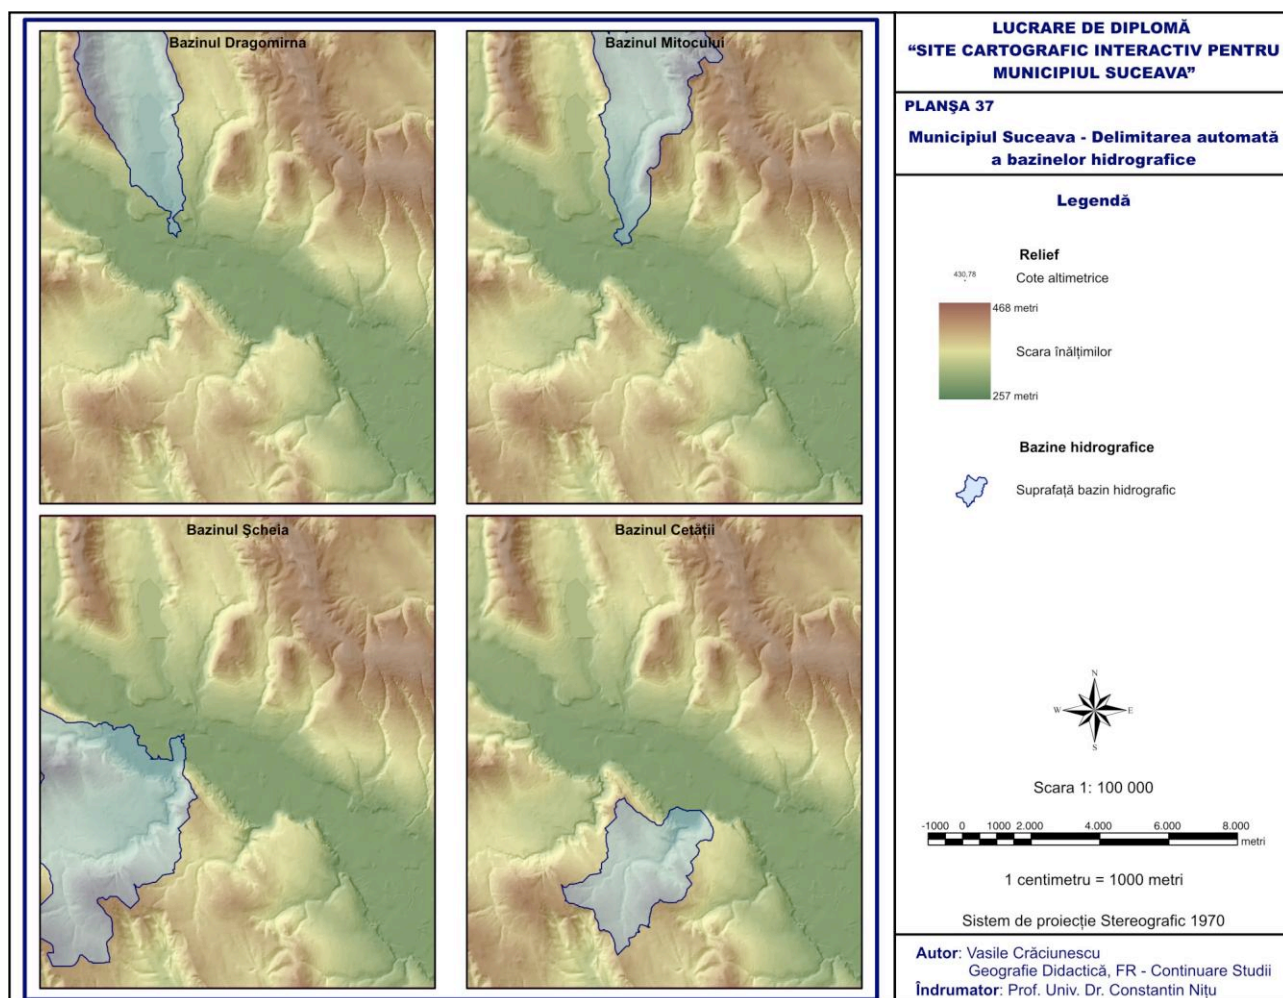 Bazinul Dragomirna
Bazinul Mitocului
Bazinul Şcheia
Bazinul Cetăţii
LUCRARE DE DIPLOMĂ
“SITE CARTOGRAFIC INTERACTIV PENTRU
MUNICIPIUL SUCEAVA”
PLANŞA 37
Municipiul Suceava - Delimitarea automată
a bazinelor hidrografice
Legendă
Relief
430,78
Cote altimetrice
468 metri
Scara înălţimilor
257 metri
Bazine hidrografice
Suprafaţă bazin hidrografic
N
W E
S
Scara 1: 100 000
-1000 0 1000 2.000 4.000 6.000 8.000
metri
1 centimetru = 1000 metri
Sistem de proiecţie Stereografic 1970
Autor: Vasile Crăciunescu
Geografie Didactică, FR - Continuare Studii
Îndrumator: Prof. Univ. Dr. Constantin Niţu